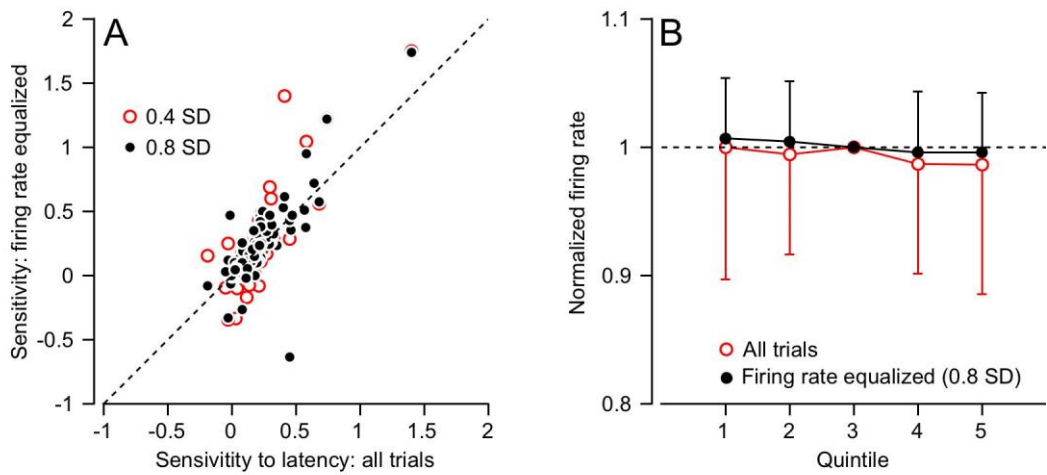 A
Sensitivity: firing rate equalized
2
1.5
1
0.5
0
-0.5
-1
0.4 SD
0.8 SD
-1
-0.5
0
0.5
1
1.5
2
Sensivitity to latency: all trials
B
Normalized firing rate
1.1
1
0.9
0.8
All trials
Firing rate equalized (0.8 SD)
1
2
3
4
5
Quintile